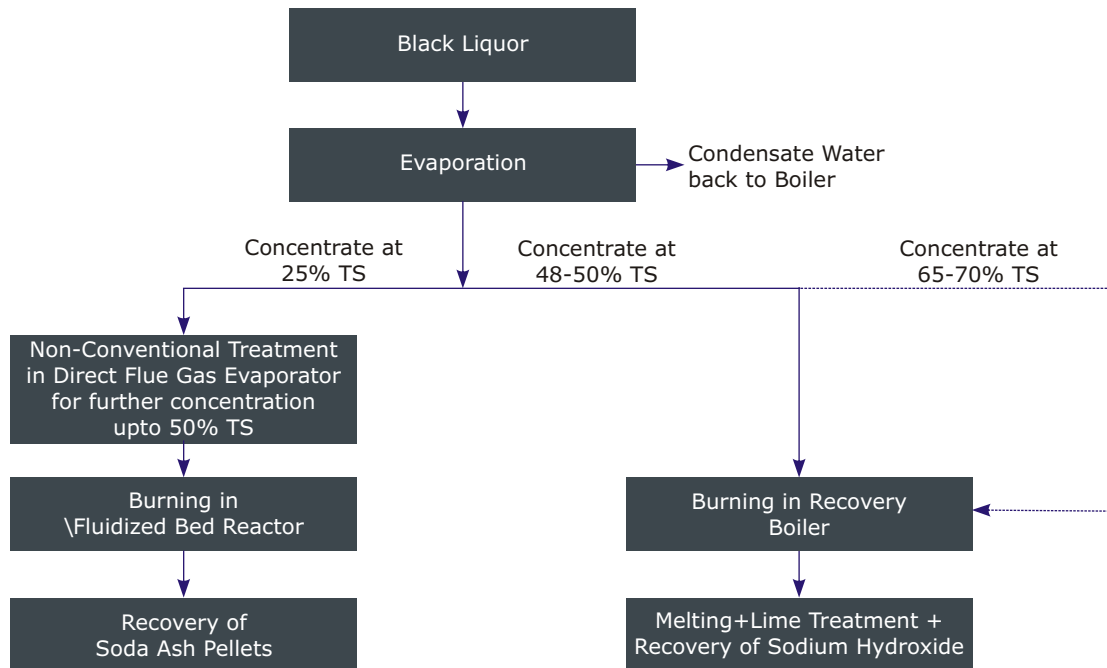 Black Liquor
Evaporation
Condensate Water
back to Boiler
Concentrate at
25% TS
Concentrate at
48-50% TS
Concentrate at
65-70% TS
Non-Conventional Treatment
in Direct Flue Gas Evaporator
for further concentration
upto 50% TS
Burning in
\Fluidized Bed Reactor
Burning in Recovery
Boiler
Recovery of
Soda Ash Pellets
Melting+Lime Treatment +
Recovery of Sodium Hydroxide